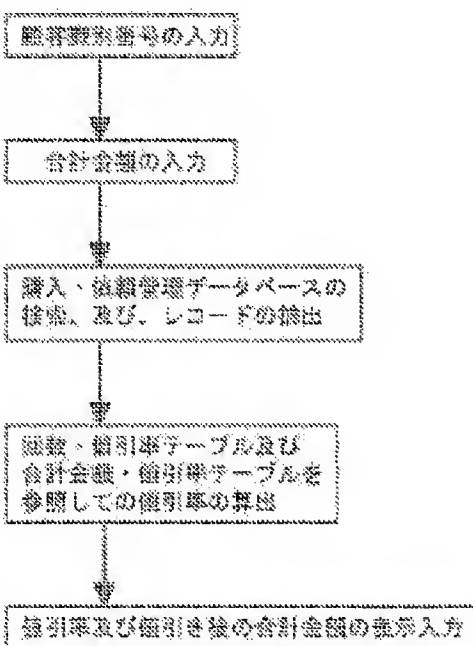 顧客識別番号の入力
合計金額の入力
購入・依頼管理データベースの
検索、及び、レコードの抽出
回数・値引率テーブル及び
合計金額・値引率テーブルを
参照しての値引率の算出
値引率及び値引き後の合計金額の表示入力